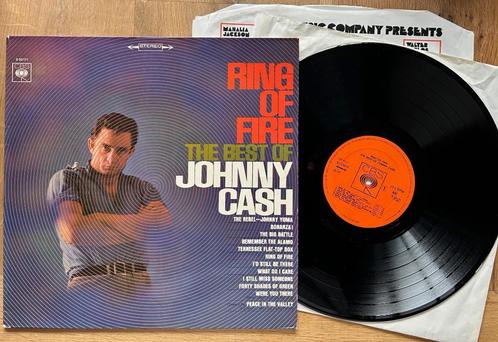 CBS
STEREO
RING
OF
FIRE
THE BEST OF
JOHNNY
CASH
THE REBEL—JOHNNY YUMA
BONANZA!
THE BIG BATTLE
REMEMBER THE ALAMO
TENNESSEE FLAT-TOP BOX
RING OF FIRE
I'D STILL BE THERE
WHAT DO I CARE
I STILL MISS SOMEONE
FORTY SHADES OF GREEN
WERE YOU THERE
PEACE IN THE VALLEY
MAHALIA
JACKSON
COMPANY PRESENTS
WALTER